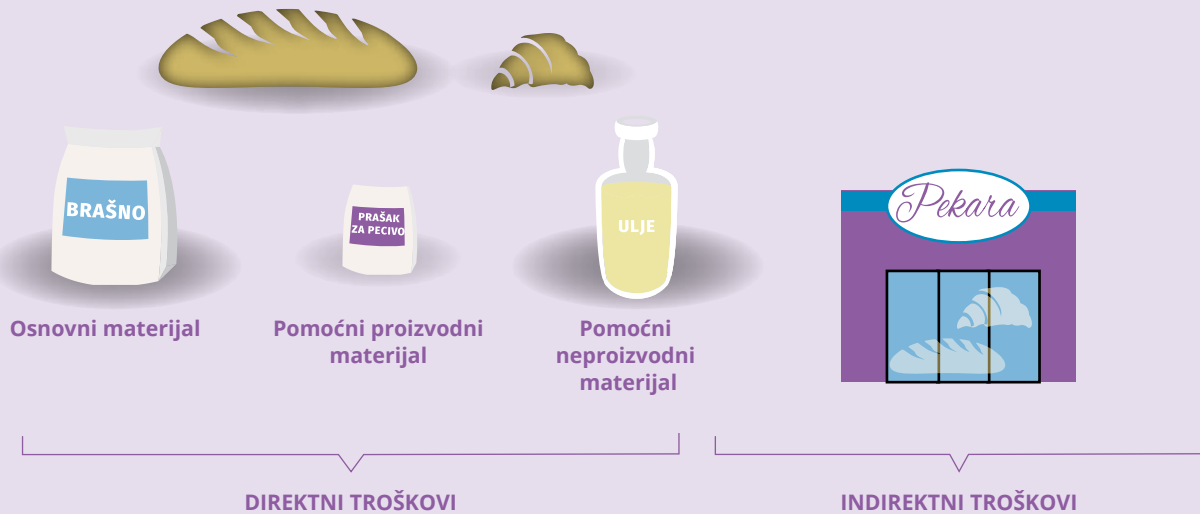 BRAŠNO
PRAŠAK
ZA PECIVO
ULJE
Pekara
Osnovni materijal
Pomoćni proizvodni
materijal
Pomoćni
neproizvodni
materijal
DIREKTNI TROŠKOVI
INDIREKTNI TROŠKOVI